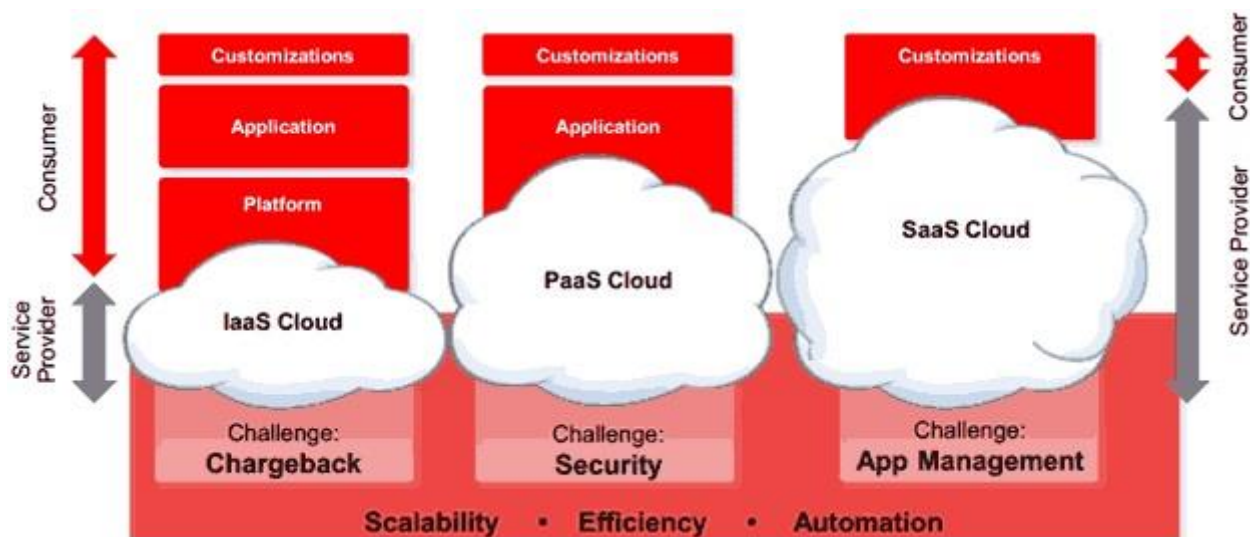 Consumer
Service
Provider
Customizations
Application
Platform
IaaS Cloud
Challenge:
Chargeback
Customizations
Application
PaaS Cloud
Challenge:
Security
Customizations
SaaS Cloud
Challenge:
App Management
Consumer
Service Provider
Scalability • Efficiency • Automation